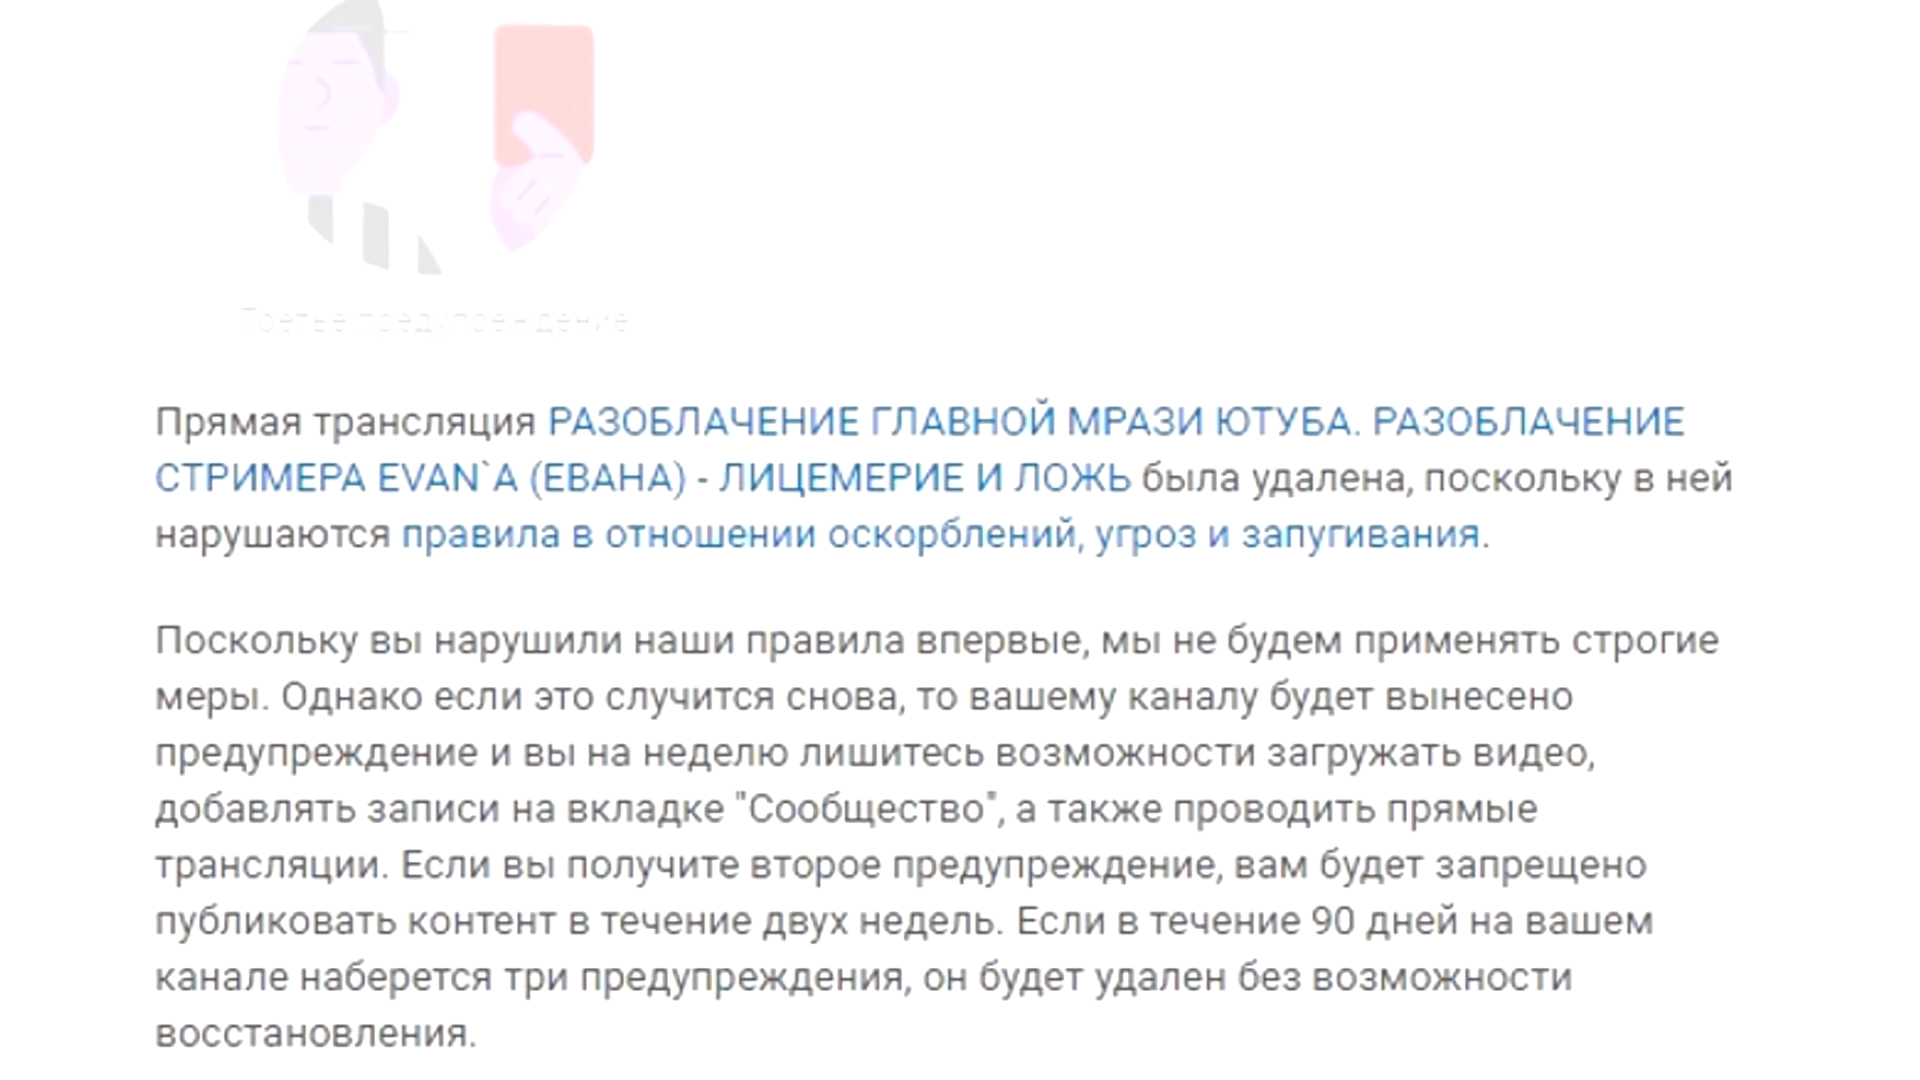 Третье предупреждение
Прямая трансляция РАЗОБЛАЧЕНИЕ ГЛАВНОЙ МРАЗИ ЮТУБА. РАЗОБЛАЧЕНИЕ
СТРИМЕРА EVAN`А (ЕВАНА) - ЛИЦЕМЕРИЕ И ЛОЖЬ была удалена, поскольку в ней
нарушаются правила в отношении оскорблений, угроз и запугивания.
Поскольку вы нарушили наши правила впервые, мы не будем применять строгие
меры. Однако если это случится снова, то вашему каналу будет вынесено
предупреждение и вы на неделю лишитесь возможности загружать видео,
добавлять записи на вкладке "Сообщество", а также проводить прямые
трансляции. Если вы получите второе предупреждение, вам будет запрещено
публиковать контент в течение двух недель. Если в течение 90 дней на вашем
канале наберется три предупреждения, он будет удален без возможности
восстановления.